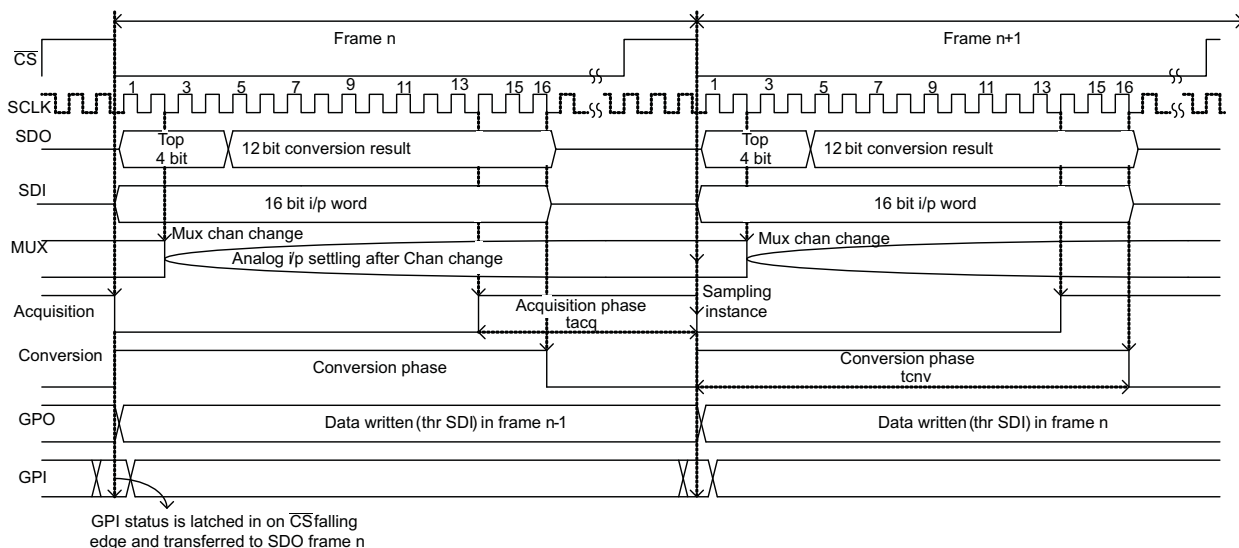 Frame n
Frame n+1
CS
1 3 5 7 9 11 13 15 16
1 3 5 7 9 11 13 15 16
SCLK
SDO
Top
4 bit
12 bit conversion result
Top
4 bit
12 bit conversion result
SDI
16 bit i/p word
16 bit i/p word
MUX
Mux chan change
Analog i/p settling after Chan change
Mux chan change
Acquisition
Acquisition phase
tacq
Sampling
instance
Conversion
Conversion phase
Conversion phase
tcnv
GPO
Data written (thr SDI) in frame n-1
Data written (thr SDI) in frame n
GPI
GPI status is latched in on CS falling
edge and transferred to SDO frame n